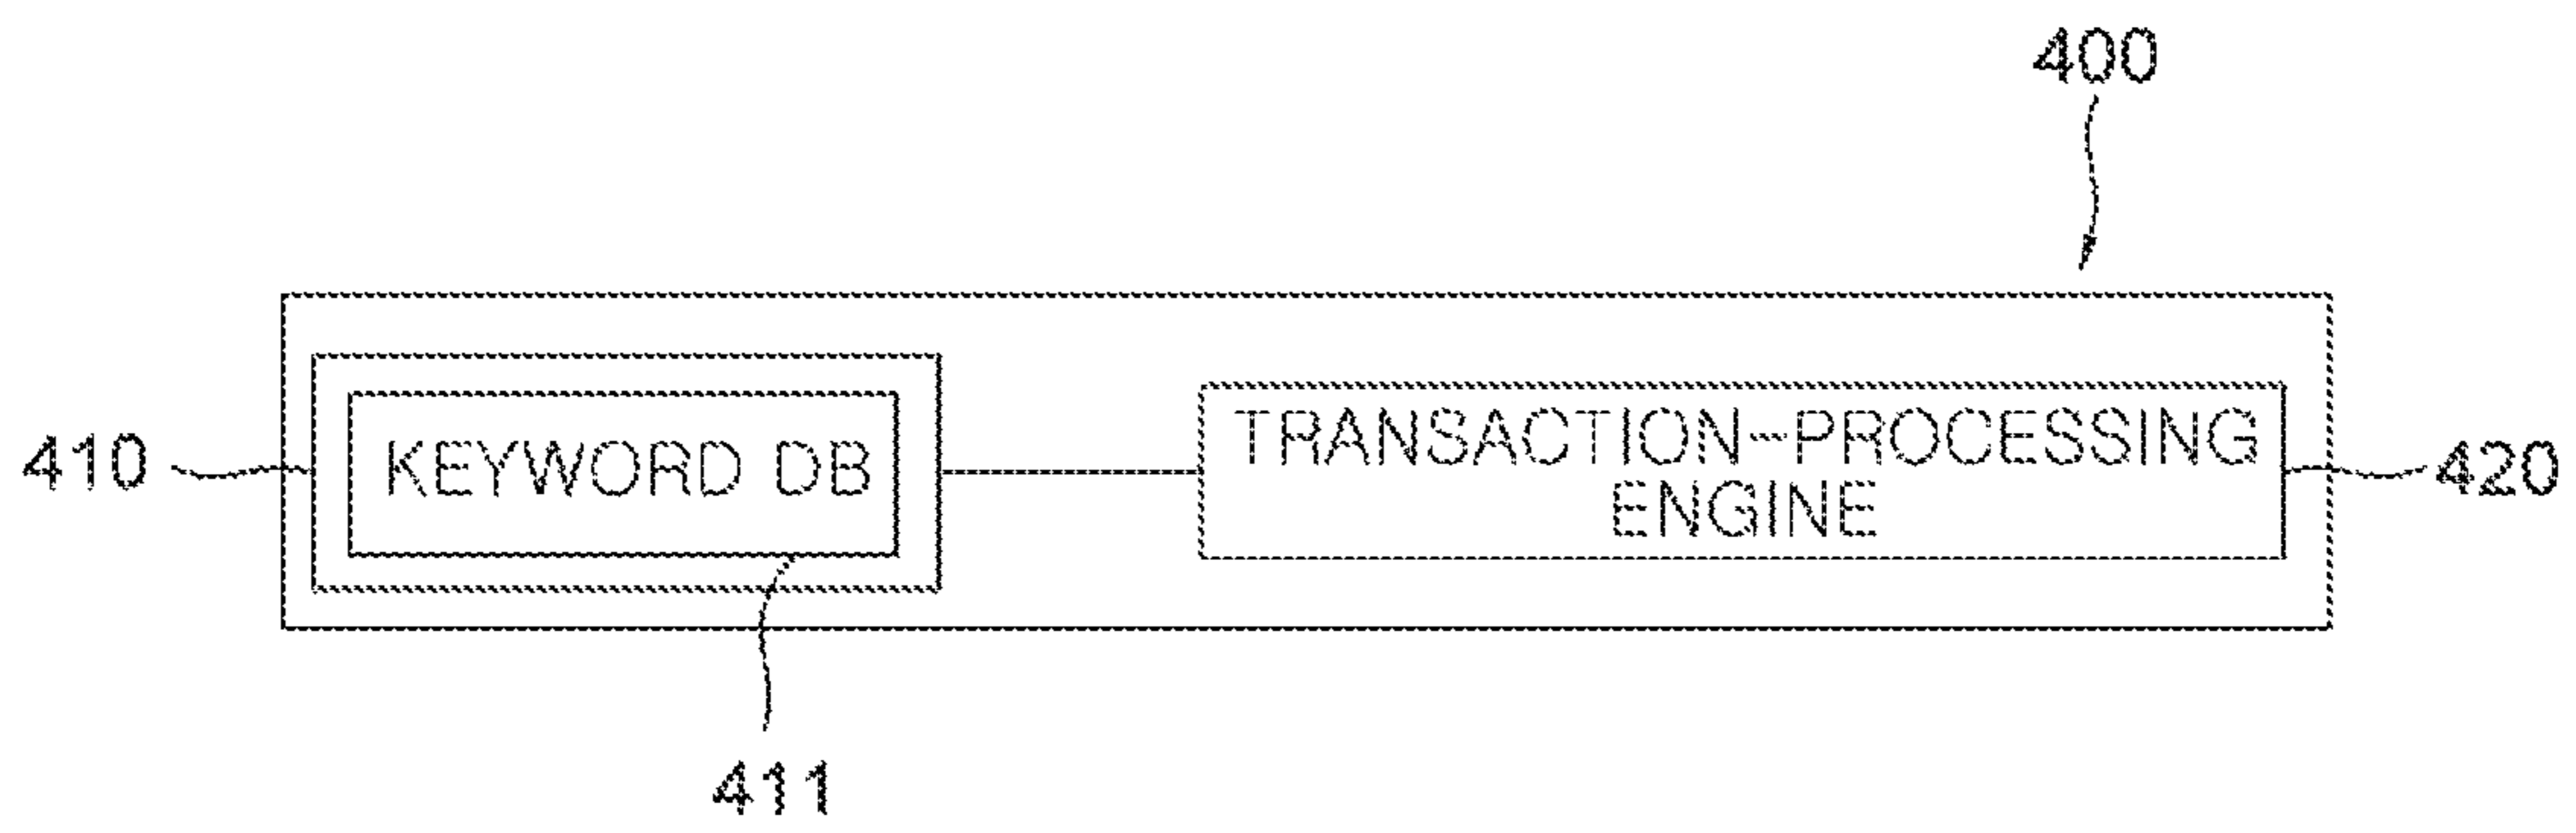 400
410
KEYWORD DB
TRANSACTION-PROCESSING
ENGINE
420
411